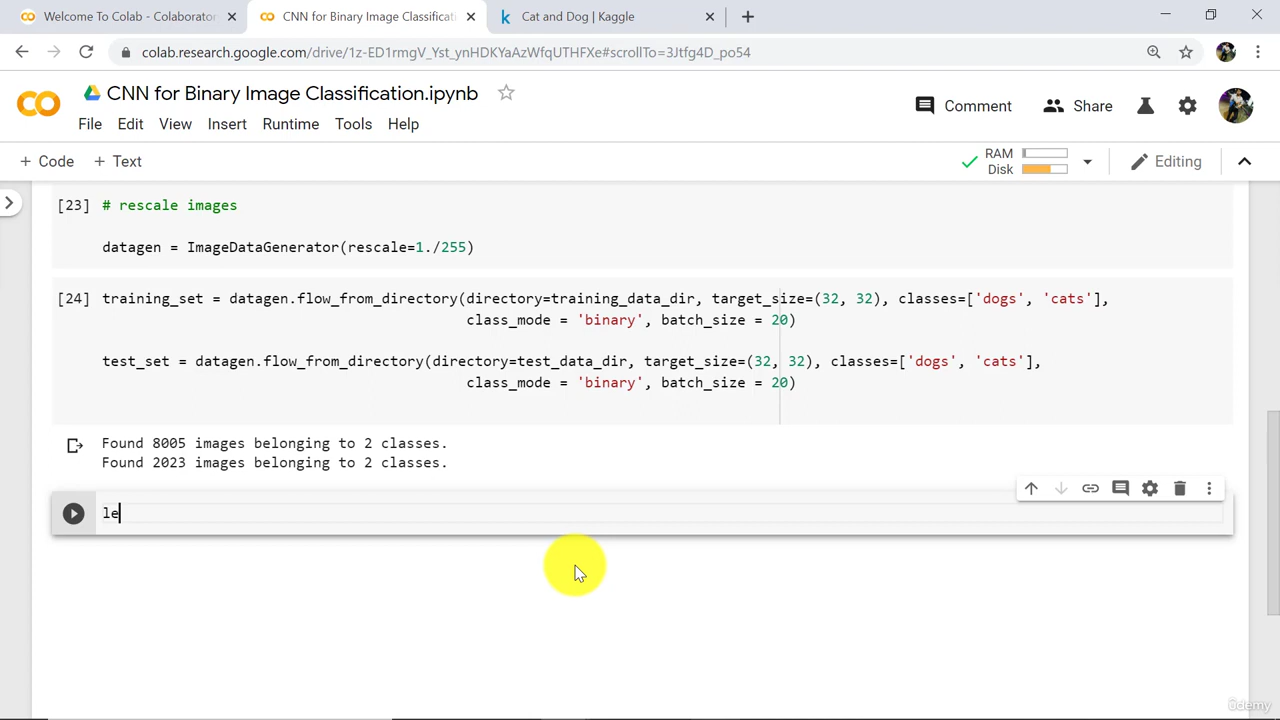 Welcome To Colab - Colaborator
CNN for Binary Image Classificati
Cat and Dog | Kaggle
colab.research.google.com/drive/1z-ED1rmgV_Yst_ynHDKYaAzWfqUTHFXe#scrollTo=3Jtfg4D_po54
CNN for Binary Image Classification.ipynb
Comment
Share
File Edit View Insert Runtime Tools Help
+ Code + Text
RAM
Disk
Editing
[23] # rescale images
datagen = ImageDataGenerator(rescale=1./255)
[24] training_set = datagen.flow_from_directory(directory=training_data_dir, target_size=(32, 32), classes=['dogs', 'cats'],
class_mode = 'binary', batch_size = 20)
test_set = datagen.flow_from_directory(directory=test_data_dir, target_size=(32, 32), classes=['dogs', 'cats'],
class_mode = 'binary', batch_size = 20)
Found 8005 images belonging to 2 classes.
Found 2023 images belonging to 2 classes.
le
ûdemy